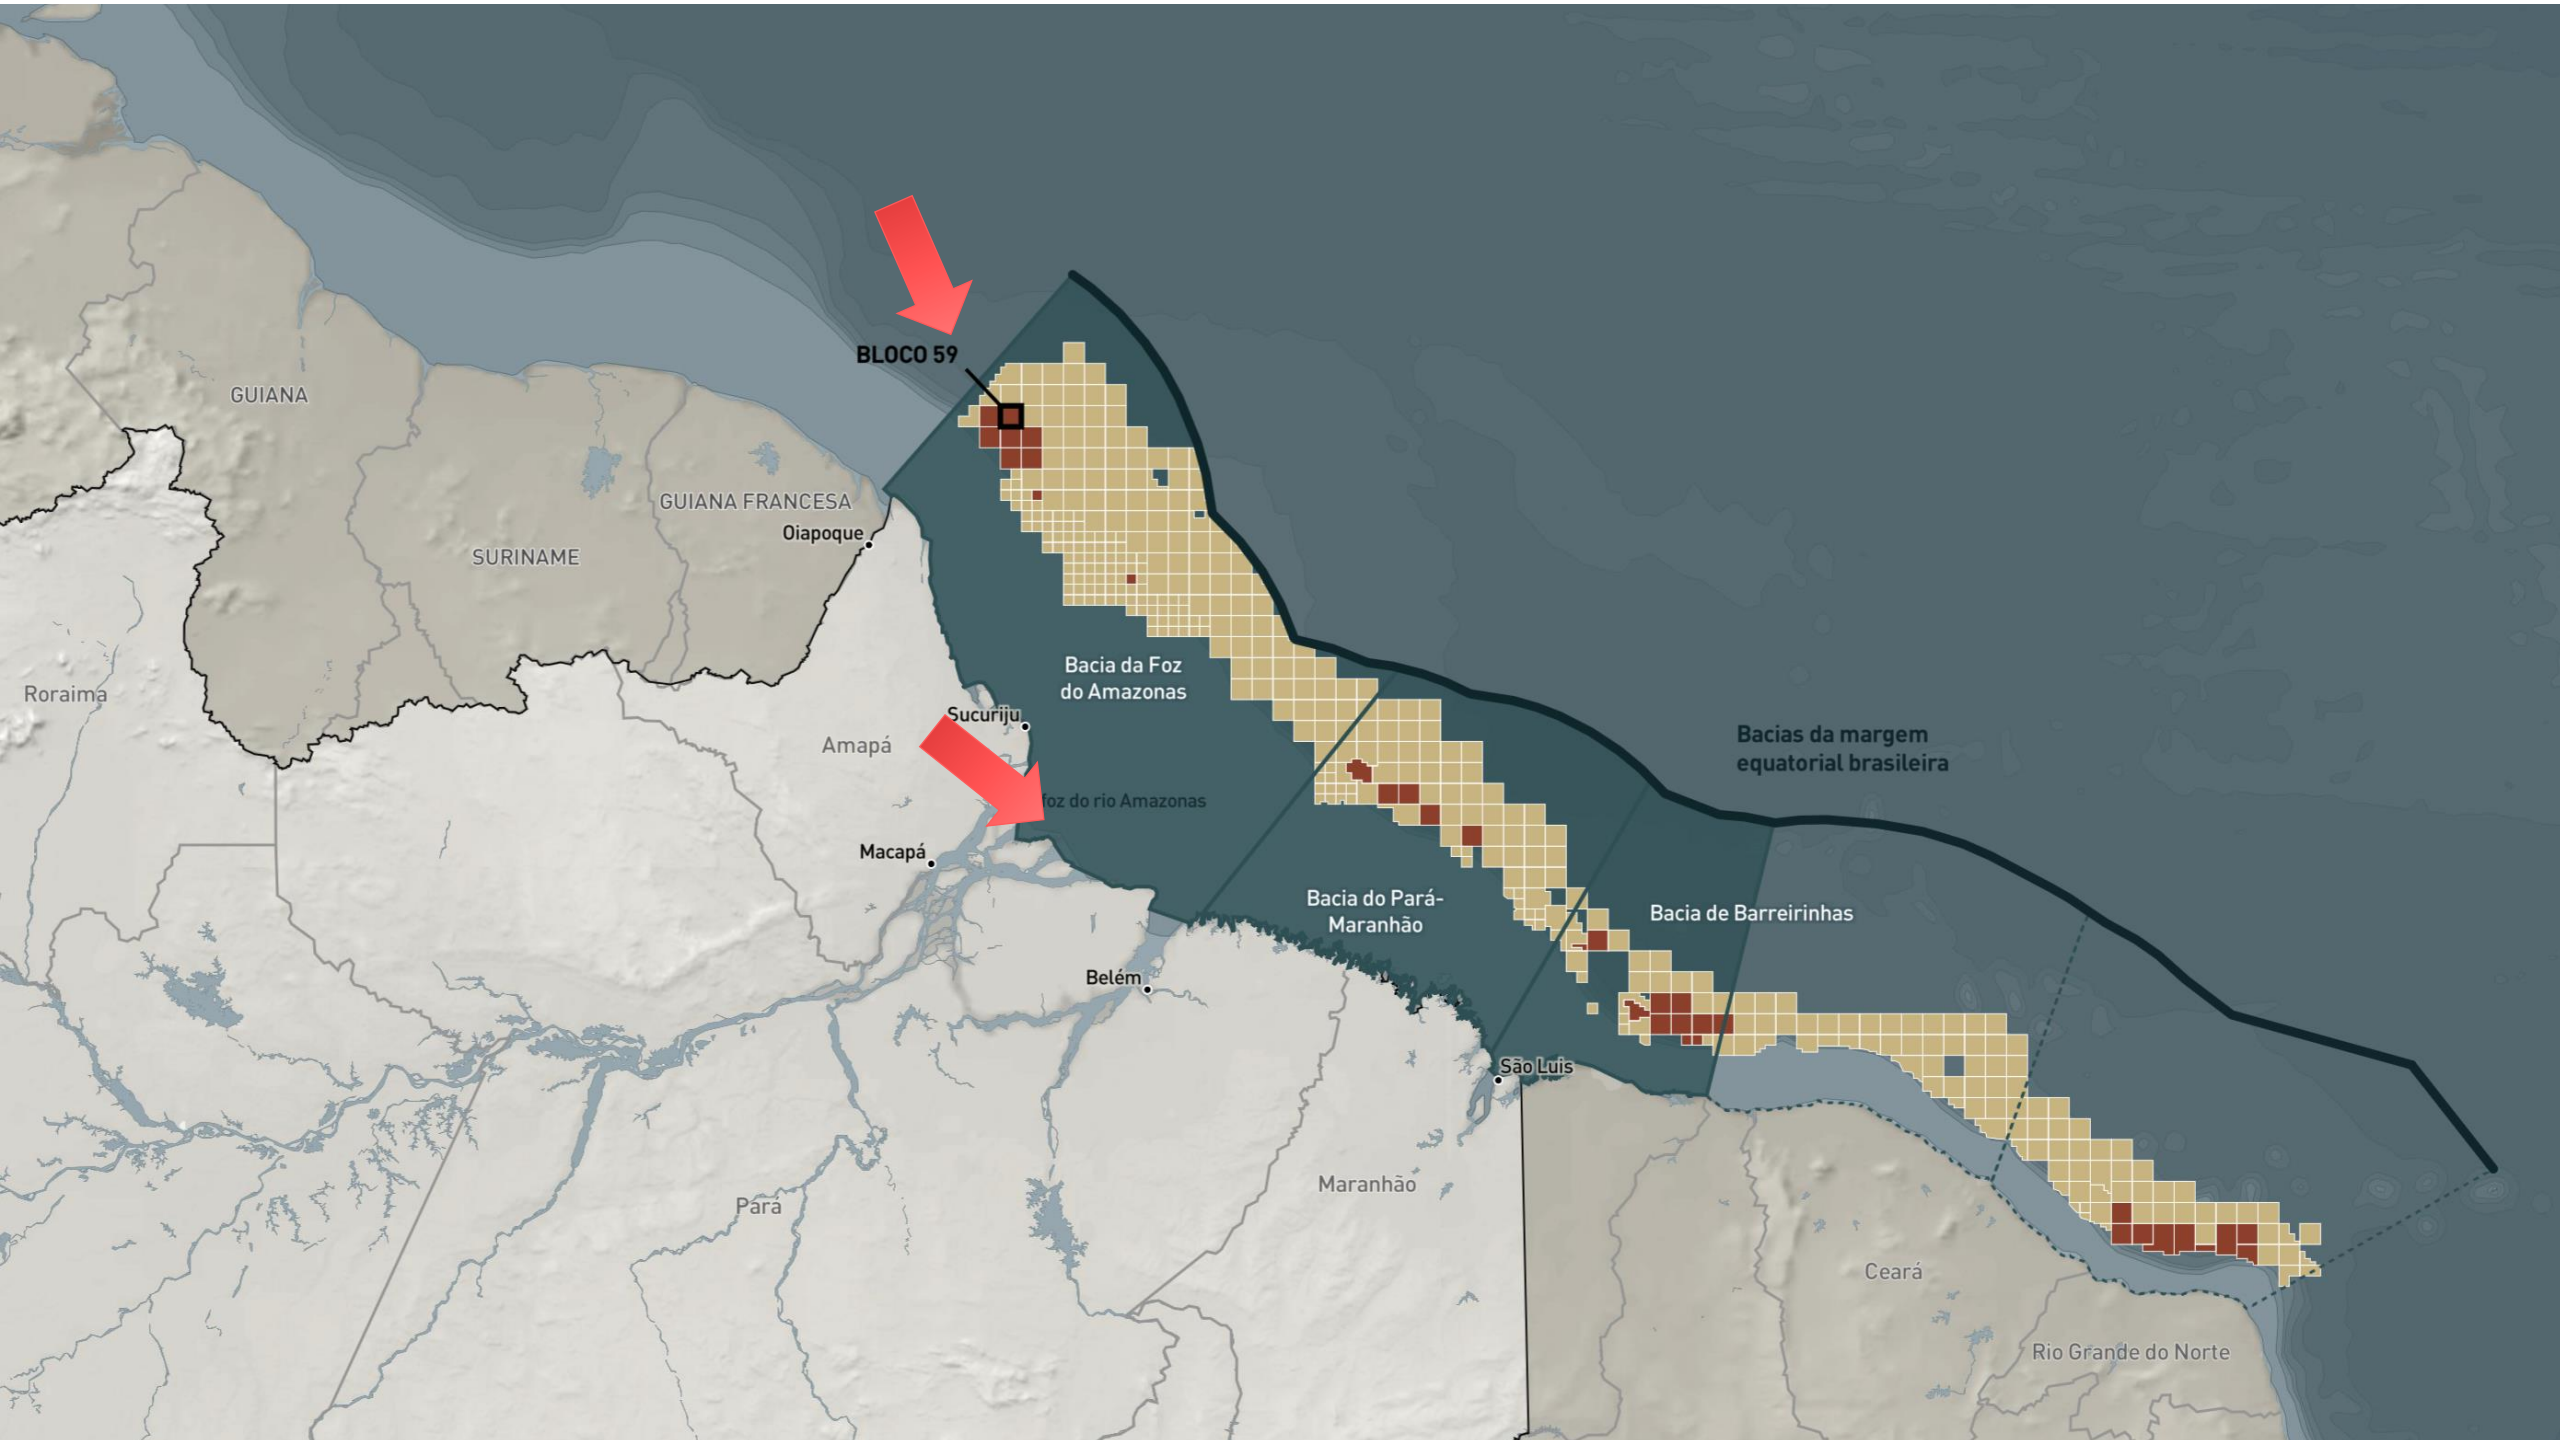 BLOCO 59
GUIANA
GUIANA FRANCESA
Oiapoque
SURINAME
Bacia da Foz
do Amazonas
Roraima
Sucuriju
Amapá
Bacias da margem
equatorial brasileira
foz do rio Amazonas
Macapá
Bacia do Pará-
Maranhão
Bacia de Barreirinhas
Belém
São Luis
Maranhão
Pará
Ceará
Rio Grande do Norte